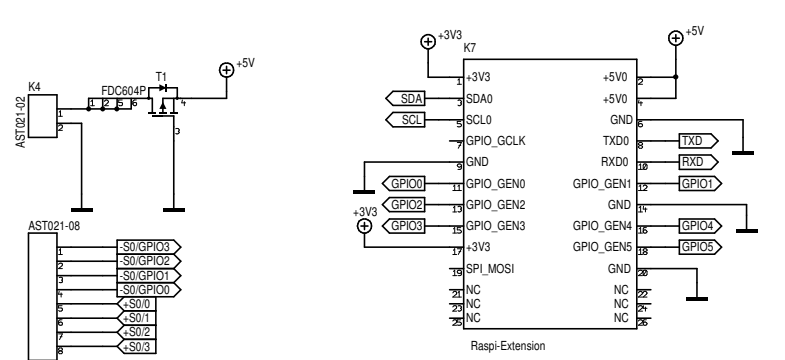 K4
AST021-02
1
2
FDC604P
1 2 5 6
T1
4
3
+5V
AST021-08
1 -S0/GPIO3
2 -S0/GPIO2
3 -S0/GPIO1
4 -S0/GPIO0
5 +S0/0
6 +S0/1
7 +S0/2
8 +S0/3
+3V3
K7
+5V
1 +3V3 +5V0 2
SDA 3 SDA0 +5V0 4
SCL 5 SCL0 GND 6
7 GPIO_GCLK TXD0 8 TXD
9 GND RXD0 10 RXD
GPIO0 11 GPIO_GEN0 GPIO_GEN1 12 GPIO1
GPIO2 13 GPIO_GEN2 GND 14
GPIO3 15 GPIO_GEN3 GPIO_GEN4 16 GPIO4
+3V3
17 +3V3 GPIO_GEN5 18 GPIO5
19 SPI_MOSI GND 20
21 NC NC 22
23 NC NC 24
25 NC NC 26
Raspi-Extension